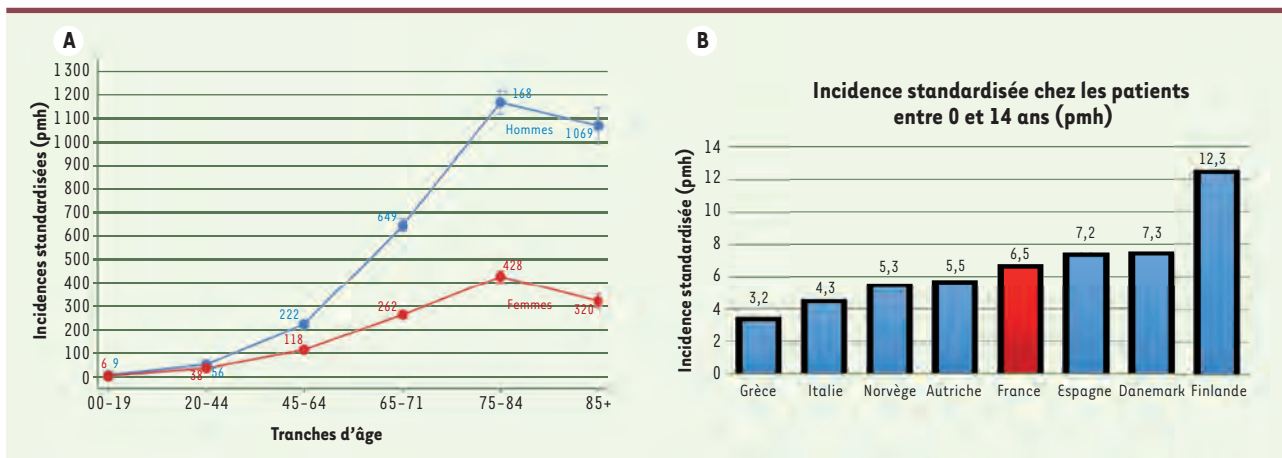 A
Incidences standardisées (pmh)
1 300
1 200
1 100
1 000
900
800
700
600
500
400
300
200
100
0
6 9
38 56
222
118
649
262
168
Hommes
428
Femmes
1 069
320
00-19 20-44 45-64 65-71 75-84 85+
Tranches d’âge
B
Incidence standardisée chez les patients
entre 0 et 14 ans (pmh)
Incidence standardisée (pmh)
14
12
10
8
6
4
2
0
3,2 4,3 5,3 5,5 6,5 7,2 7,3 12,3
Grèce Italie Norvège Autriche France Espagne Danemark Finlande